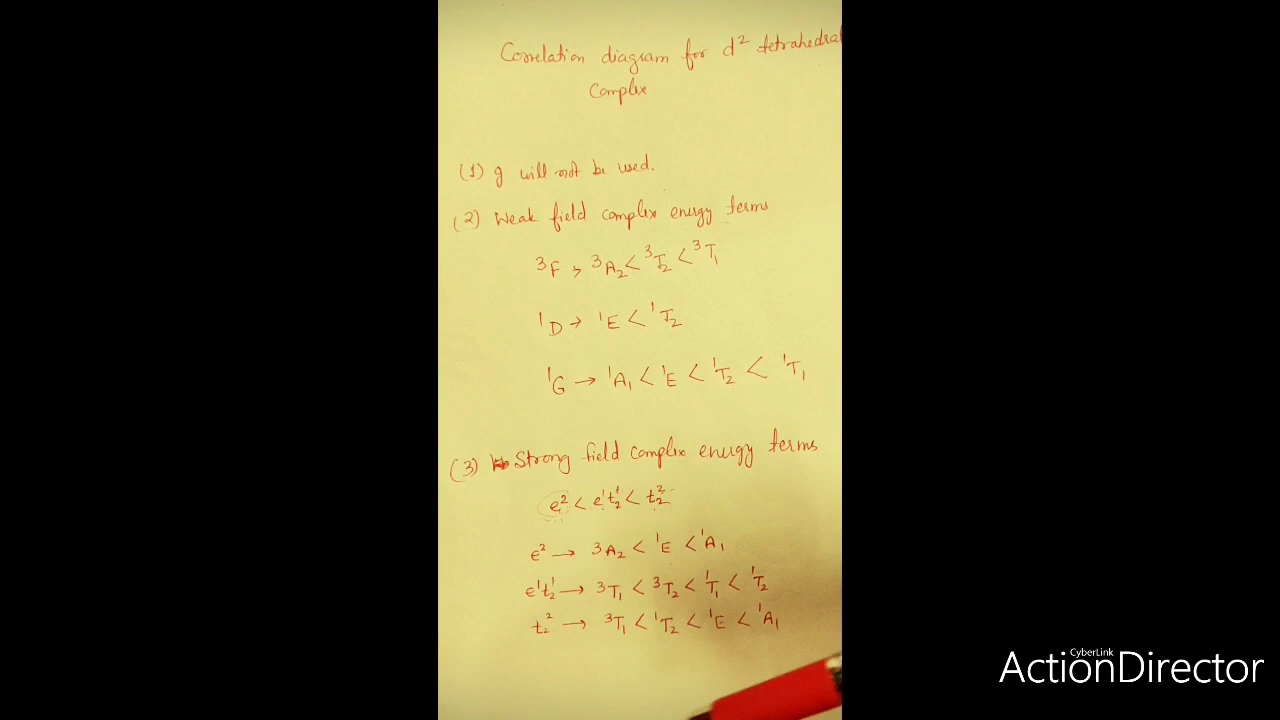 Correlation diagram for d² tetrahedral
Complex
(1) g will not be used.
(2) Weak field complex energy terms
³F → ³A₂ < ³T₂ < ³T₁
¹D → ¹E < ¹T₂
¹G → ¹A₁ < ¹E < ¹T₂ < ¹T₁
(3) Strong field complex energy terms
e² < e¹t₂¹ < t₂²
e² → ³A₂ < ¹E < ¹A₁
e¹t₂¹ → ³T₁ < ³T₂ < ¹T₁ < ¹T₂
t₂² → ³T₁ < ¹T₂ < ¹E < ¹A₁
CyberLink
ActionDirector